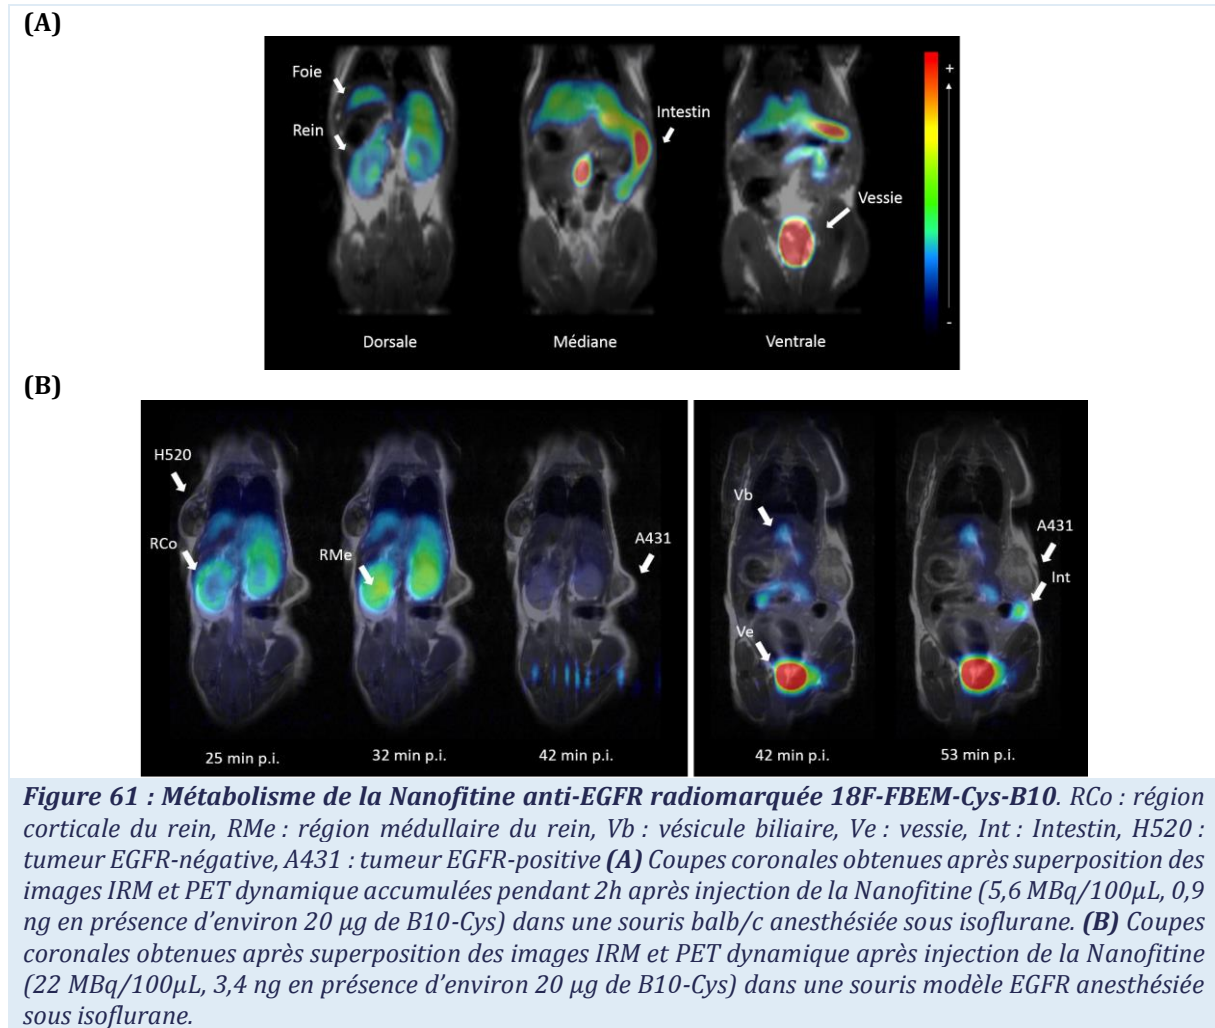 (A)
Foie
Rein
Intestin
Vessie
+
-
Dorsale
Médiane
Ventrale
(B)
H520
RCo
RMe
A431
Vb
Ve
A431
Int
25 min p.i.
32 min p.i.
42 min p.i.
42 min p.i.
53 min p.i.
Figure 61 : Métabolisme de la Nanofitine anti-EGFR radiomarquée 18F-FBEM-Cys-B10. RCo : région
corticale du rein, RMe : région médullaire du rein, Vb : vésicule biliaire, Ve : vessie, Int : Intestin, H520 :
tumeur EGFR-négative, A431 : tumeur EGFR-positive (A) Coupes coronales obtenues après superposition des
images IRM et PET dynamique accumulées pendant 2h après injection de la Nanofitine (5,6 MBq/100µL, 0,9
ng en présence d'environ 20 µg de B10-Cys) dans une souris balb/c anesthésiée sous isoflurane. (B) Coupes
coronales obtenues après superposition des images IRM et PET dynamique après injection de la Nanofitine
(22 MBq/100µL, 3,4 ng en présence d'environ 20 µg de B10-Cys) dans une souris modèle EGFR anesthésiée
sous isoflurane.